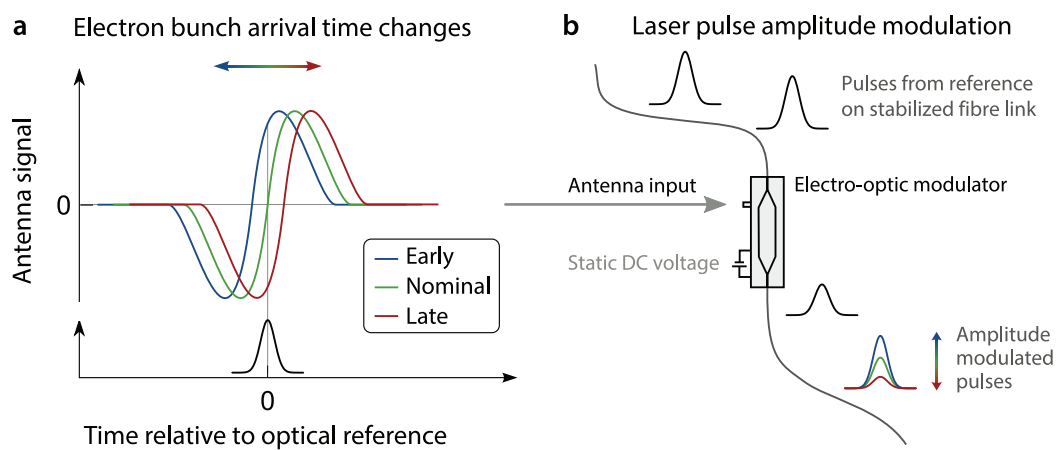 a
Electron bunch arrival time changes
Antenna signal
0
Early
Nominal
Late
0
Time relative to optical reference
b
Laser pulse amplitude modulation
Pulses from reference
on stabilized fibre link
Antenna input
Electro-optic modulator
Static DC voltage
Amplitude
modulated
pulses